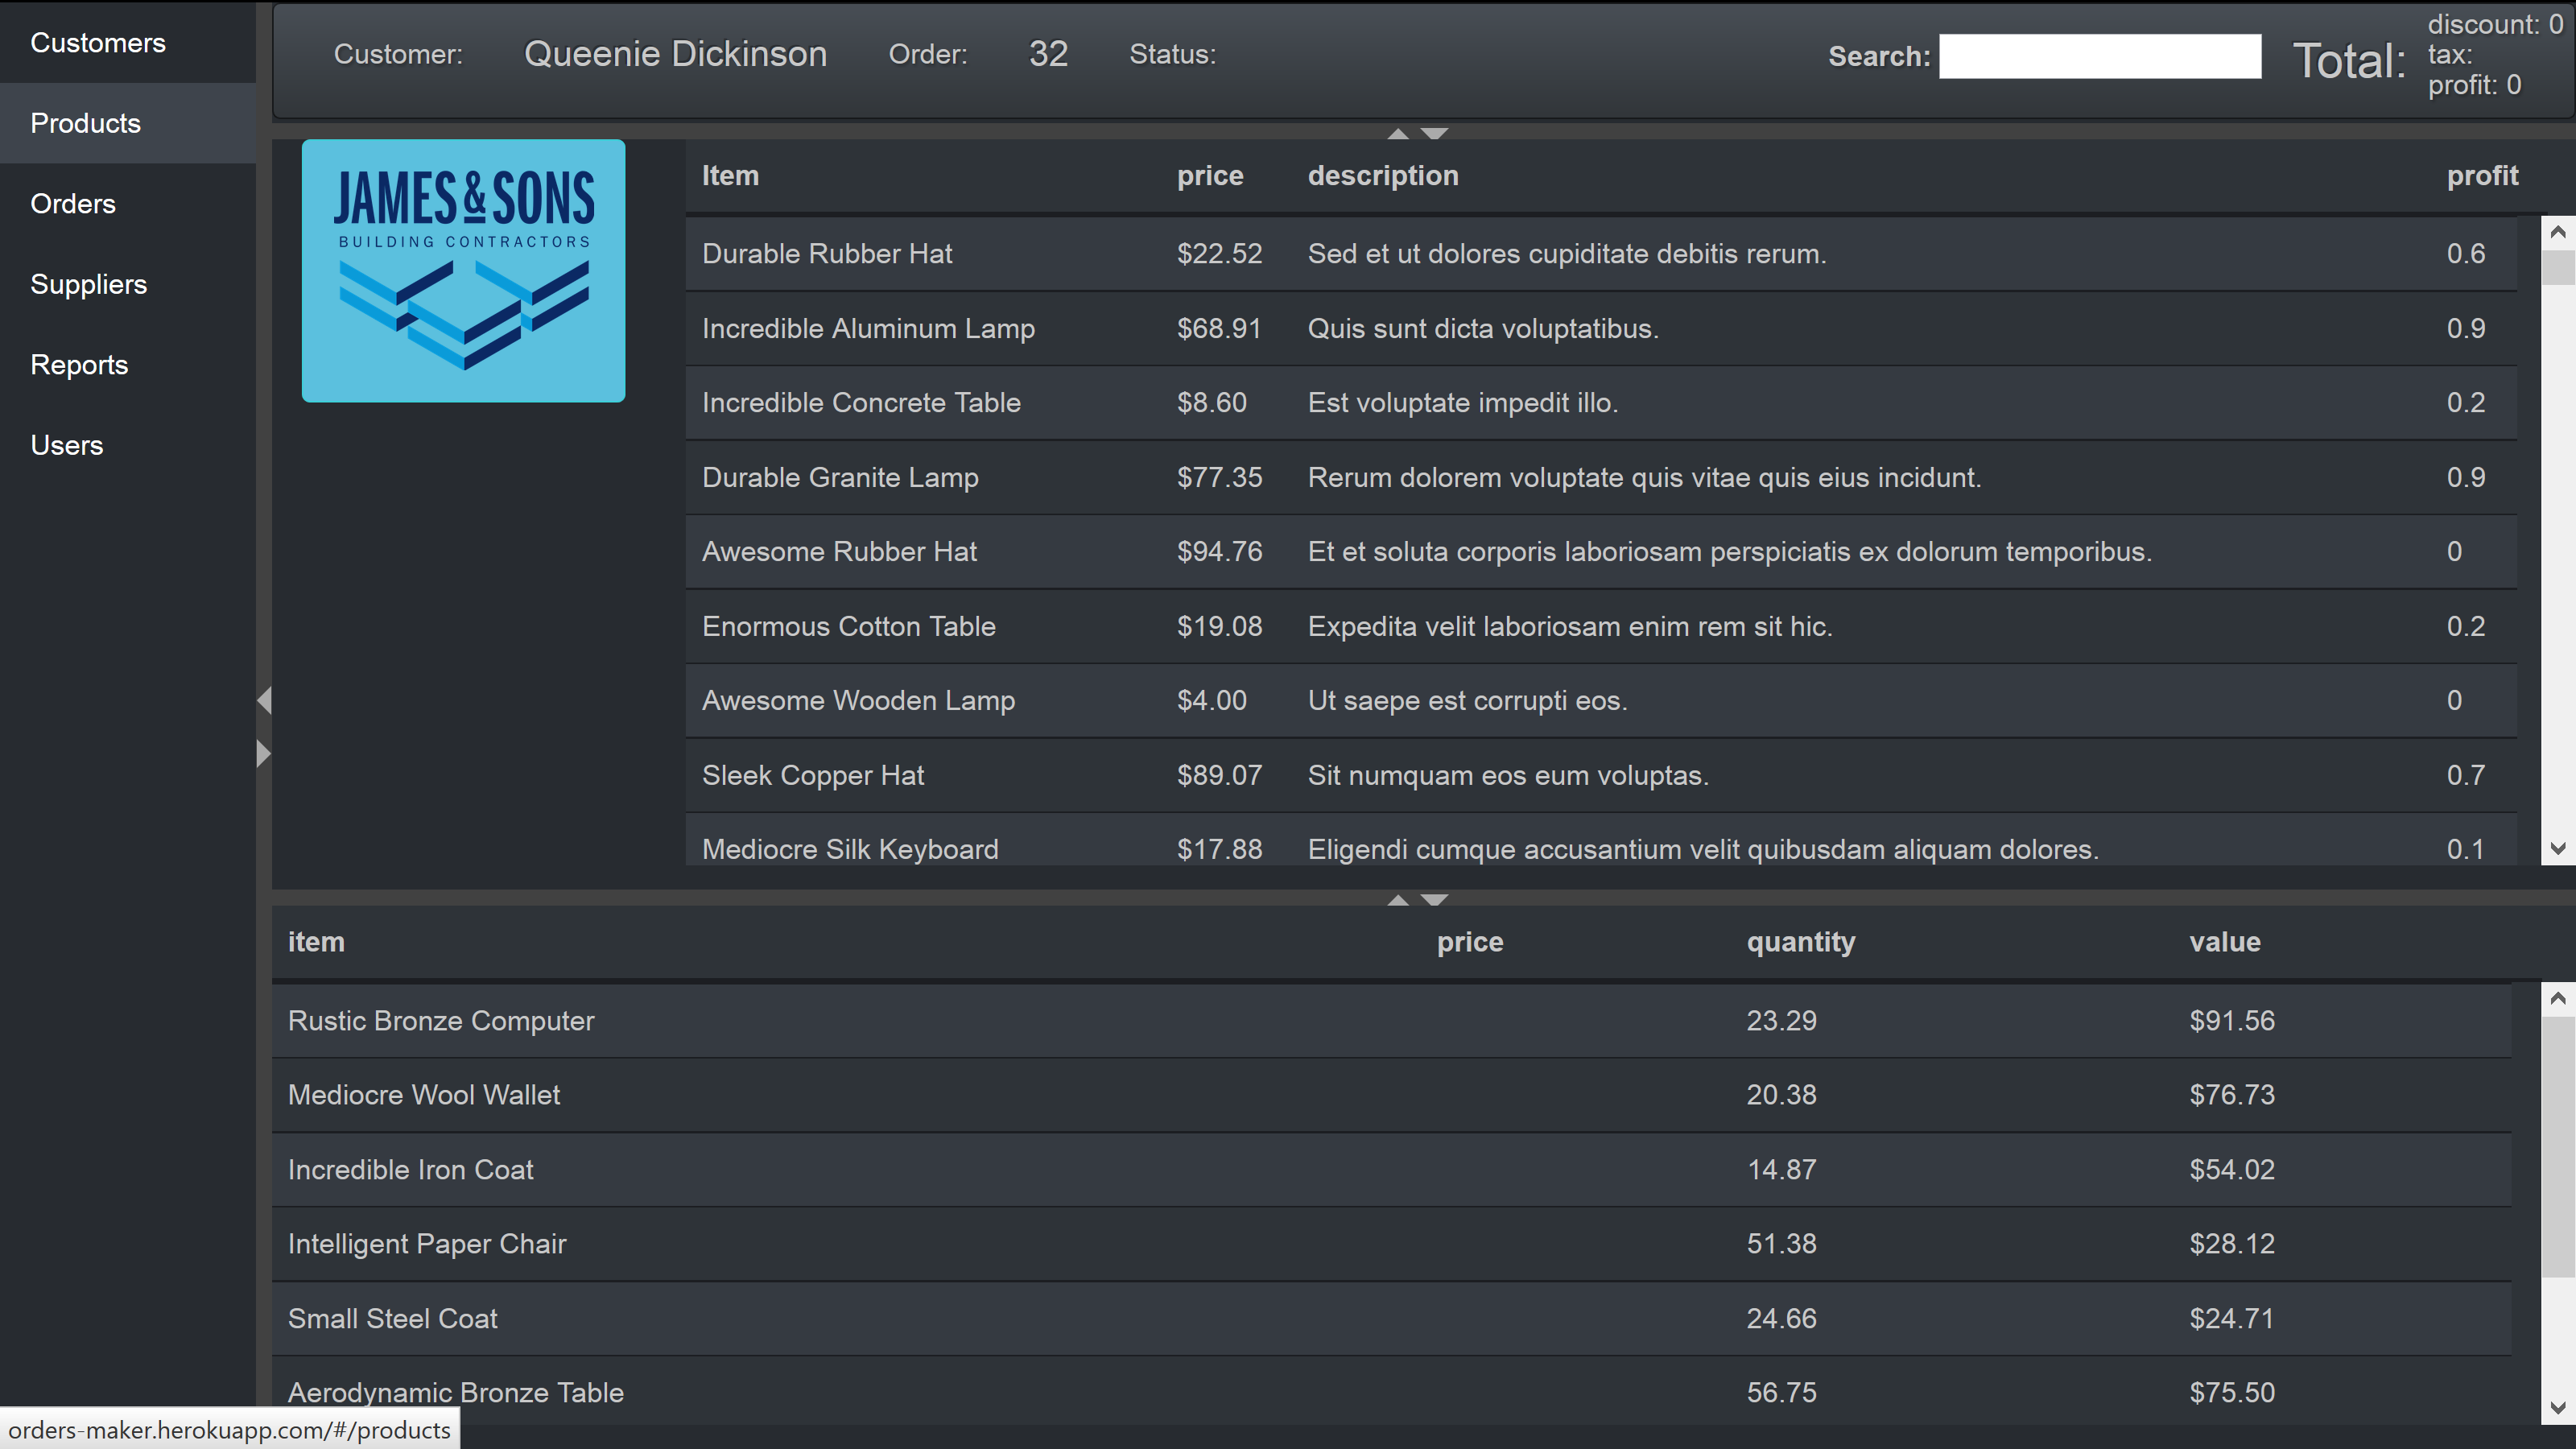 Customers
Products
Orders
Suppliers
Reports
Users
Customer: Queenie Dickinson Order: 32 Status:
Search:
Total:
discount: 0
tax:
profit: 0
JAMES & SONS
BUILDING CONTRACTORS
Item price description profit
Durable Rubber Hat $22.52 Sed et ut dolores cupiditate debitis rerum. 0.6
Incredible Aluminum Lamp $68.91 Quis sunt dicta voluptatibus. 0.9
Incredible Concrete Table $8.60 Est voluptate impedit illo. 0.2
Durable Granite Lamp $77.35 Rerum dolorem voluptate quis vitae quis eius incidunt. 0.9
Awesome Rubber Hat $94.76 Et et soluta corporis laboriosam perspiciatis ex dolorum temporibus. 0
Enormous Cotton Table $19.08 Expedita velit laboriosam enim rem sit hic. 0.2
Awesome Wooden Lamp $4.00 Ut saepe est corrupti eos. 0
Sleek Copper Hat $89.07 Sit numquam eos eum voluptas. 0.7
Mediocre Silk Keyboard $17.88 Eligendi cumque accusantium velit quibusdam aliquam dolores. 0.1
item price quantity value
Rustic Bronze Computer 23.29 $91.56
Mediocre Wool Wallet 20.38 $76.73
Incredible Iron Coat 14.87 $54.02
Intelligent Paper Chair 51.38 $28.12
Small Steel Coat 24.66 $24.71
Aerodynamic Bronze Table 56.75 $75.50
orders-maker.herokuapp.com/#/products